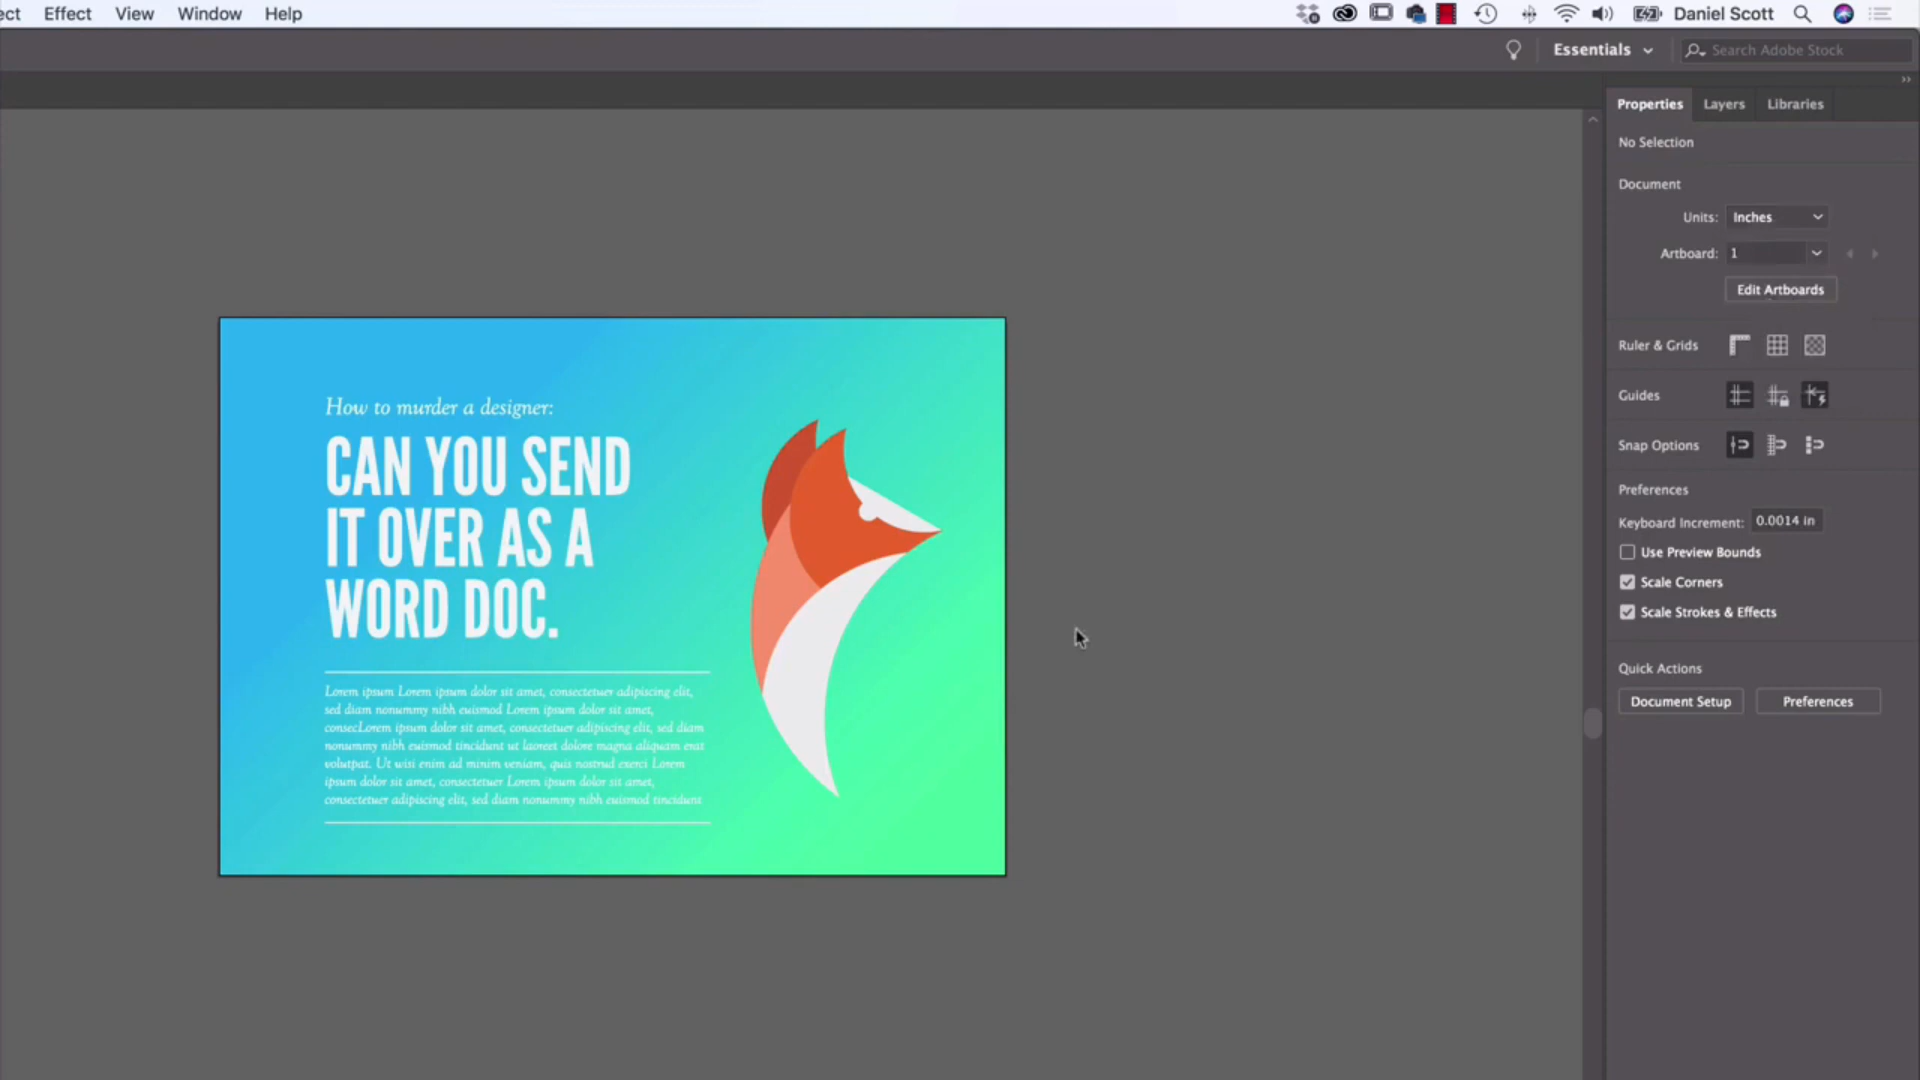 ect Effect View Window Help Daniel Scott
Essentials Search Adobe Stock
Properties Layers Libraries
No Selection
Document
Units: Inches
Artboard: 1
Edit Artboards
Ruler & Grids
Guides
Snap Options
Preferences
Keyboard Increment: 0.0014 in
Use Preview Bounds
Scale Corners
Scale Strokes & Effects
Quick Actions
Document Setup Preferences
How to murder a designer:
CAN YOU SEND
IT OVER AS A
WORD DOC.
Lorem ipsum Lorem ipsum dolor sit amet, consectetuer adipiscing elit,
sed diam nonummy nibh euismod Lorem ipsum dolor sit amet,
consecLorem ipsum dolor sit amet, consectetuer adipiscing elit, sed diam
nonummy nibh euismod tincidunt ut laoreet dolore magna aliquam erat
volutpat. Ut wisi enim ad minim veniam, quis nostrud exerci Lorem
ipsum dolor sit amet, consectetuer Lorem ipsum dolor sit amet,
consectetuer adipiscing elit, sed diam nonummy nibh euismod tincidunt